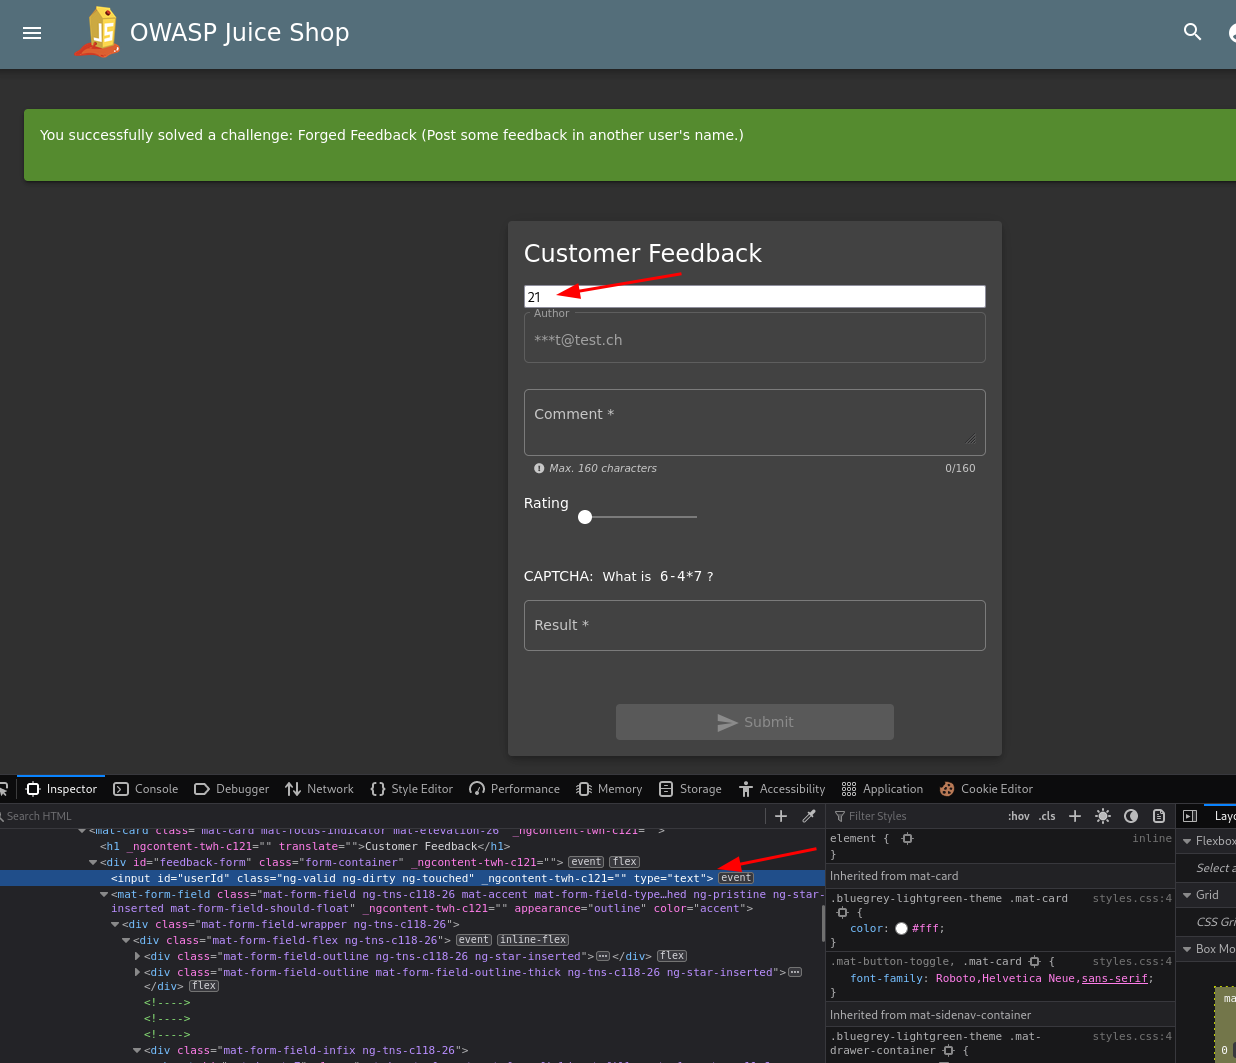 OWASP Juice Shop
You successfully solved a challenge: Forged Feedback (Post some feedback in another user's name.)
Customer Feedback
21
Author
***t@test.ch
Comment *
Max. 160 characters 0/160
Rating
CAPTCHA: What is 6-4*7 ?
Result *
Submit
Inspector Console Debugger Network Style Editor Performance Memory Storage Accessibility Application Cookie Editor
Search HTML
<mat-card class="mat-card mat-focus-indicator mat-elevation-z6" _ngcontent-twh-c121="">
<h1 _ngcontent-twh-c121="" translate="">Customer Feedback</h1>
<div id="feedback-form" class="form-container" _ngcontent-twh-c121=""> event flex
<input id="userId" class="ng-valid ng-dirty ng-touched" _ngcontent-twh-c121="" type="text"> event
<mat-form-field class="mat-form-field ng-tns-c118-26 mat-accent mat-form-field-type…hed ng-pristine ng-star-
inserted mat-form-field-should-float" _ngcontent-twh-c121="" appearance="outline" color="accent">
<div class="mat-form-field-wrapper ng-tns-c118-26">
<div class="mat-form-field-flex ng-tns-c118-26"> event inline-flex
<div class="mat-form-field-outline ng-tns-c118-26 ng-star-inserted"> </div> flex
<div class="mat-form-field-outline mat-form-field-outline-thick ng-tns-c118-26 ng-star-inserted">
</div> flex
<!---->
<!---->
<!---->
<div class="mat-form-field-infix ng-tns-c118-26">
Filter Styles :hov .cls
element { inline
}
Inherited from mat-card
.bluegrey-lightgreen-theme .mat-card styles.css:4
{
color: #fff;
}
.mat-button-toggle, .mat-card { styles.css:4
font-family: Roboto,Helvetica Neue,sans-serif;
}
Inherited from mat-sidenav-container
.bluegrey-lightgreen-theme .mat- styles.css:4
drawer-container {
Layo
Flexbox
Select a
Grid
CSS Gri
Box Mo
ma
0